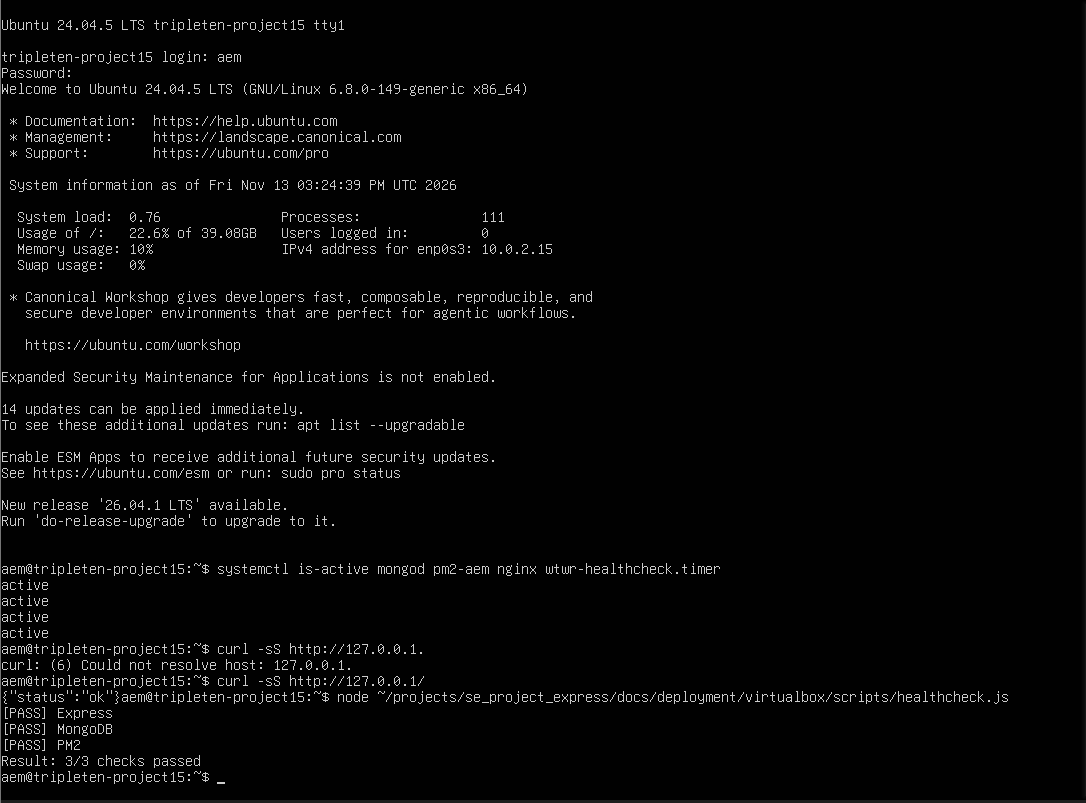 Ubuntu 24.04.5 LTS tripleten-project15 tty1
tripleten-project15 login: aem
Password:
Welcome to Ubuntu 24.04.5 LTS (GNU/Linux 6.8.0-149-generic x86_64)
* Documentation:  https://help.ubuntu.com
* Management:     https://landscape.canonical.com
* Support:        https://ubuntu.com/pro
System information as of Fri Nov 13 03:24:39 PM UTC 2026
System load:  0.76               Processes:               111
Usage of /:   22.6% of 39.08GB   Users logged in:         0
Memory usage: 10%                IPv4 address for enp0s3: 10.0.2.15
Swap usage:   0%
* Canonical Workshop gives developers fast, composable, reproducible, and
secure developer environments that are perfect for agentic workflows.
https://ubuntu.com/workshop
Expanded Security Maintenance for Applications is not enabled.
14 updates can be applied immediately.
To see these additional updates run: apt list --upgradable
Enable ESM Apps to receive additional future security updates.
See https://ubuntu.com/esm or run: sudo pro status
New release '26.04.1 LTS' available.
Run 'do-release-upgrade' to upgrade to it.
aem@tripleten-project15:~$ systemctl is-active mongod pm2-aem nginx wtwr-healthcheck.timer
active
active
active
active
aem@tripleten-project15:~$ curl -sS http://127.0.0.1.
curl: (6) Could not resolve host: 127.0.0.1.
aem@tripleten-project15:~$ curl -sS http://127.0.0.1/
{"status":"ok"}aem@tripleten-project15:~$ node ~/projects/se_project_express/docs/deployment/virtualbox/scripts/healthcheck.js
[PASS] Express
[PASS] MongoDB
[PASS] PM2
Result: 3/3 checks passed
aem@tripleten-project15:~$ _